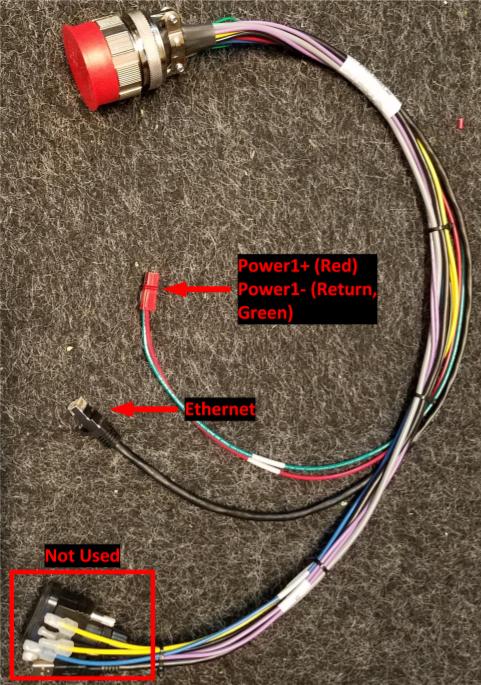 Power1+ (Red)
Power1- (Return,
Green)
Ethernet
Not Used